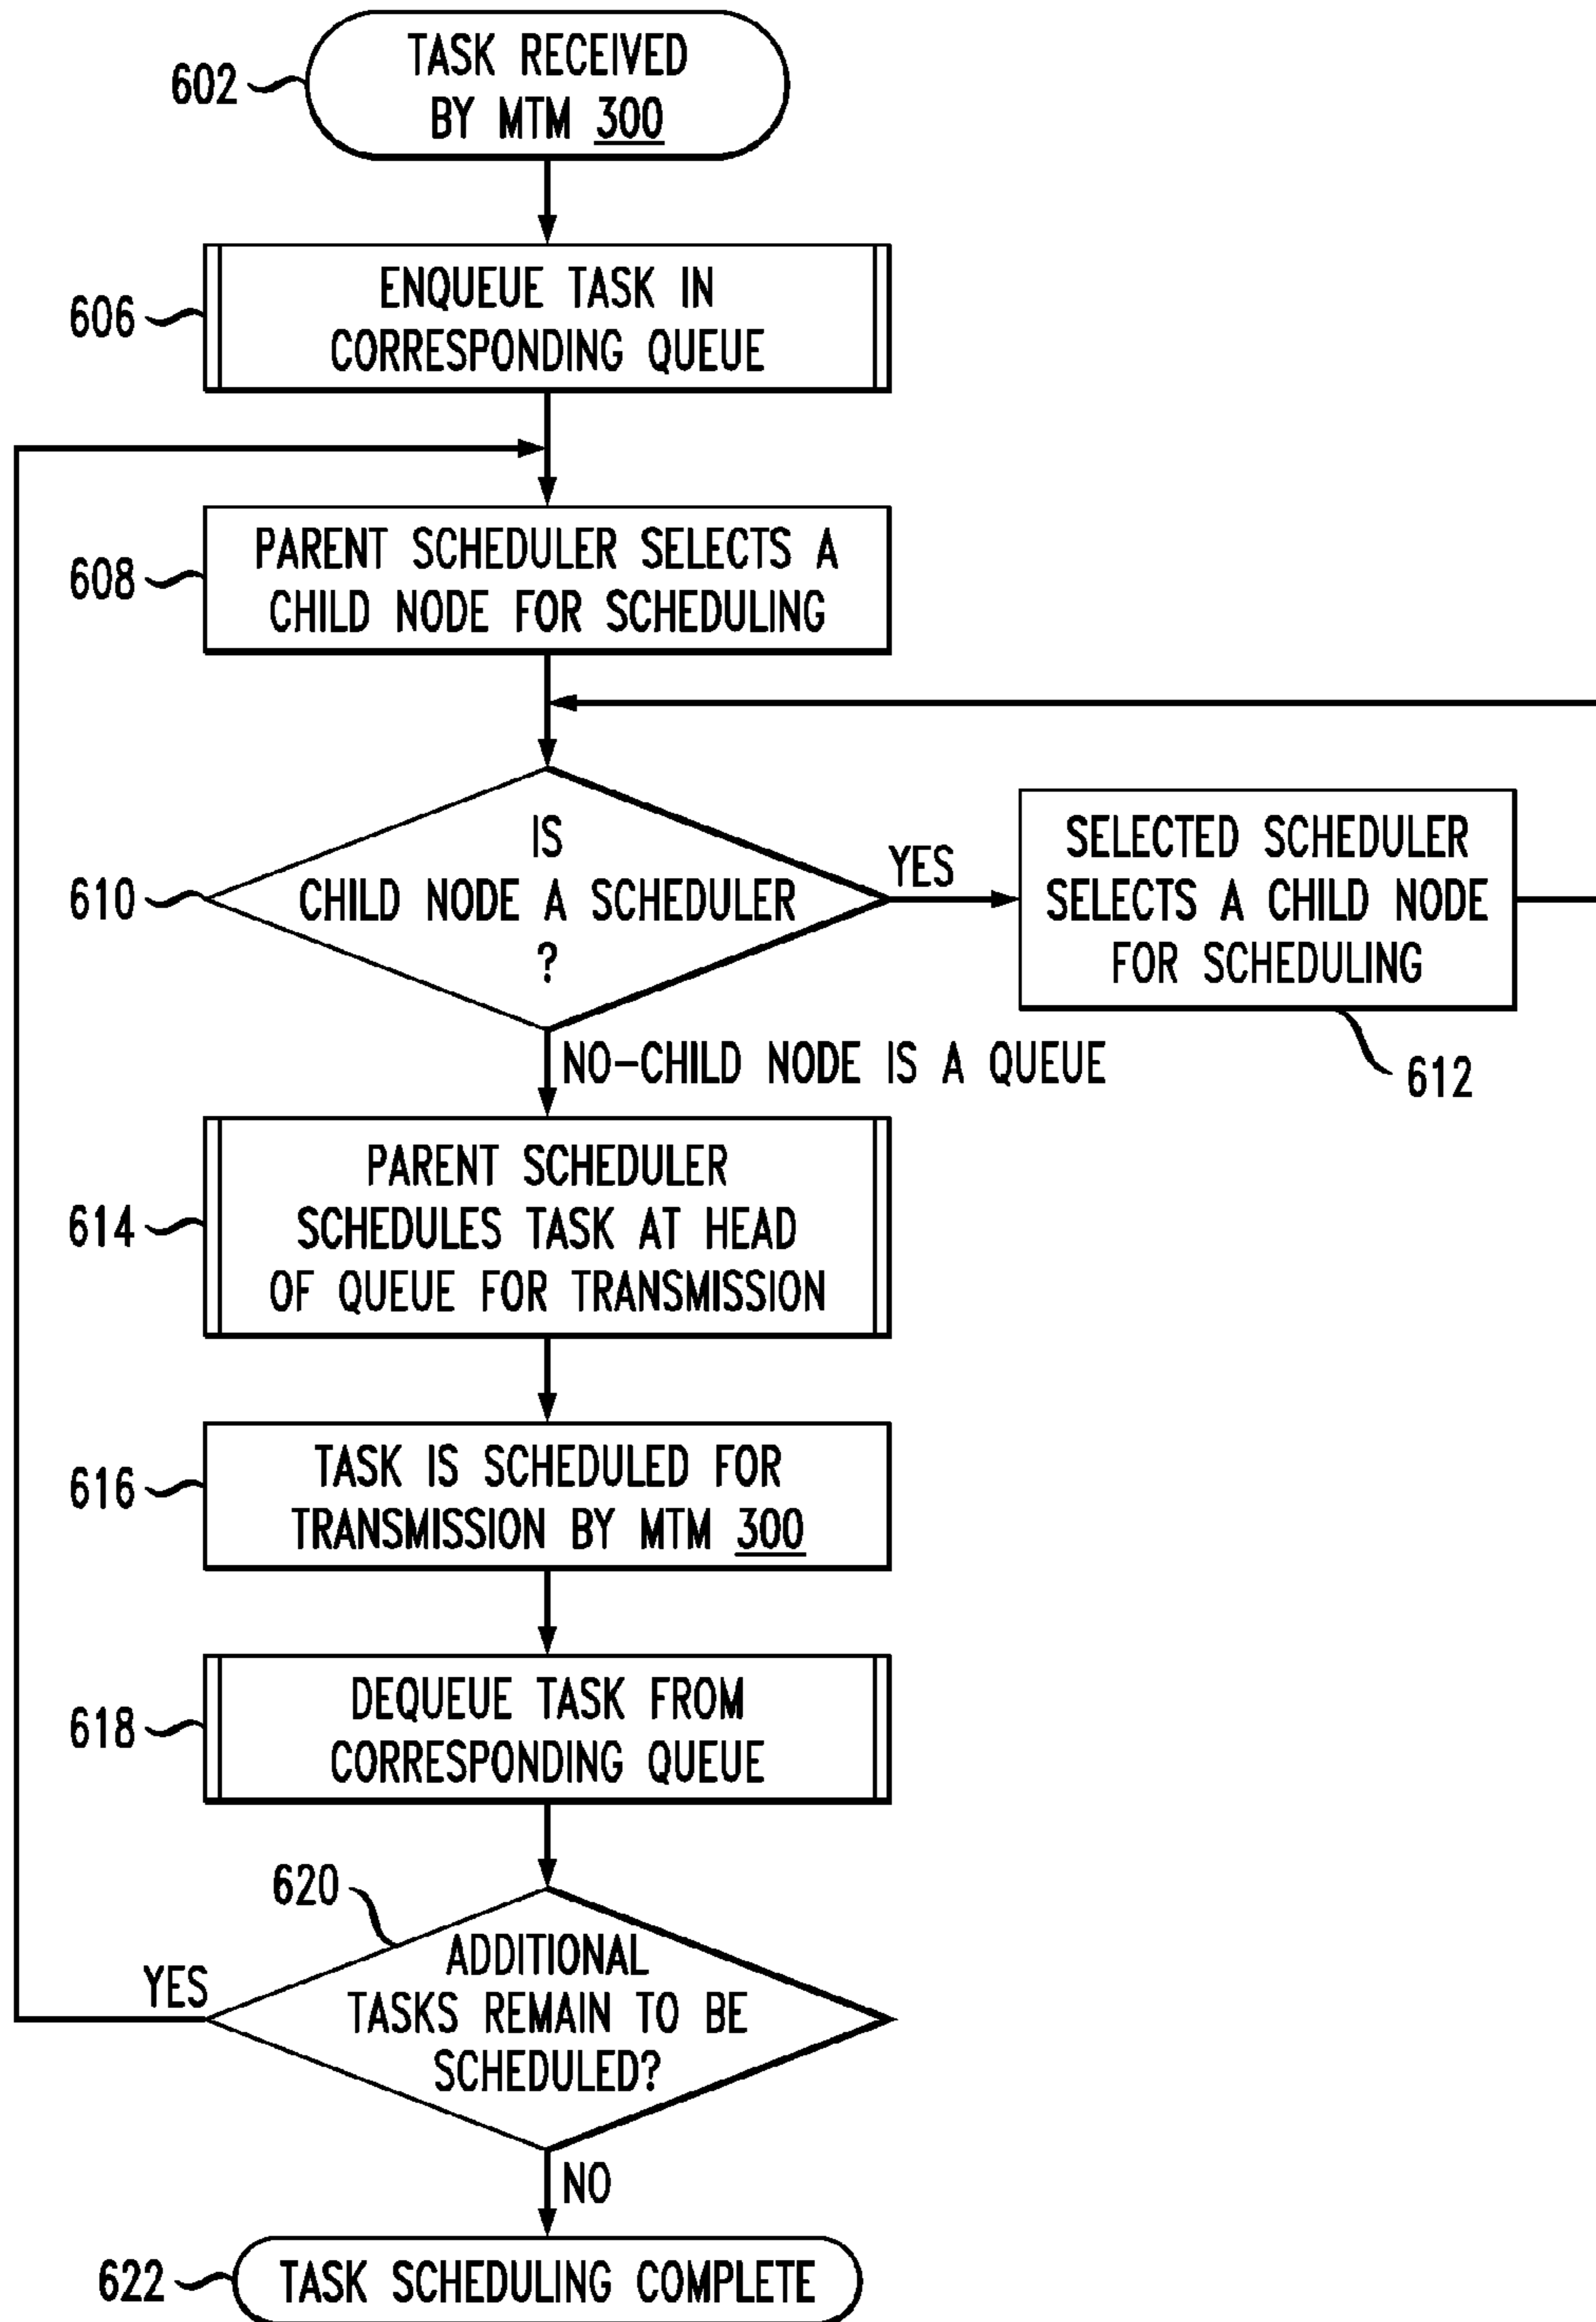 602
TASK RECEIVED
BY MTM 300
606
ENQUEUE TASK IN
CORRESPONDING QUEUE
608
PARENT SCHEDULER SELECTS A
CHILD NODE FOR SCHEDULING
610
IS
CHILD NODE A SCHEDULER
?
YES
SELECTED SCHEDULER
SELECTS A CHILD NODE
FOR SCHEDULING
612
NO-CHILD NODE IS A QUEUE
614
PARENT SCHEDULER
SCHEDULES TASK AT HEAD
OF QUEUE FOR TRANSMISSION
616
TASK IS SCHEDULED FOR
TRANSMISSION BY MTM 300
618
DEQUEUE TASK FROM
CORRESPONDING QUEUE
620
ADDITIONAL
TASKS REMAIN TO BE
SCHEDULED?
YES
NO
622
TASK SCHEDULING COMPLETE